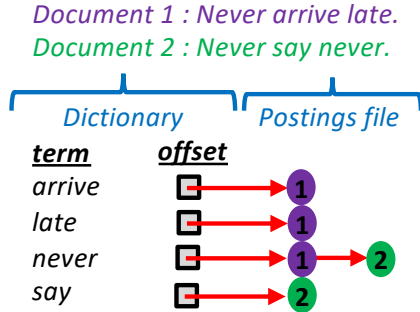 Document 1 : Never arrive late.
Document 2 : Never say never.
Dictionary Postings file
term offset
arrive 1
late 1
never 1 2
say 2